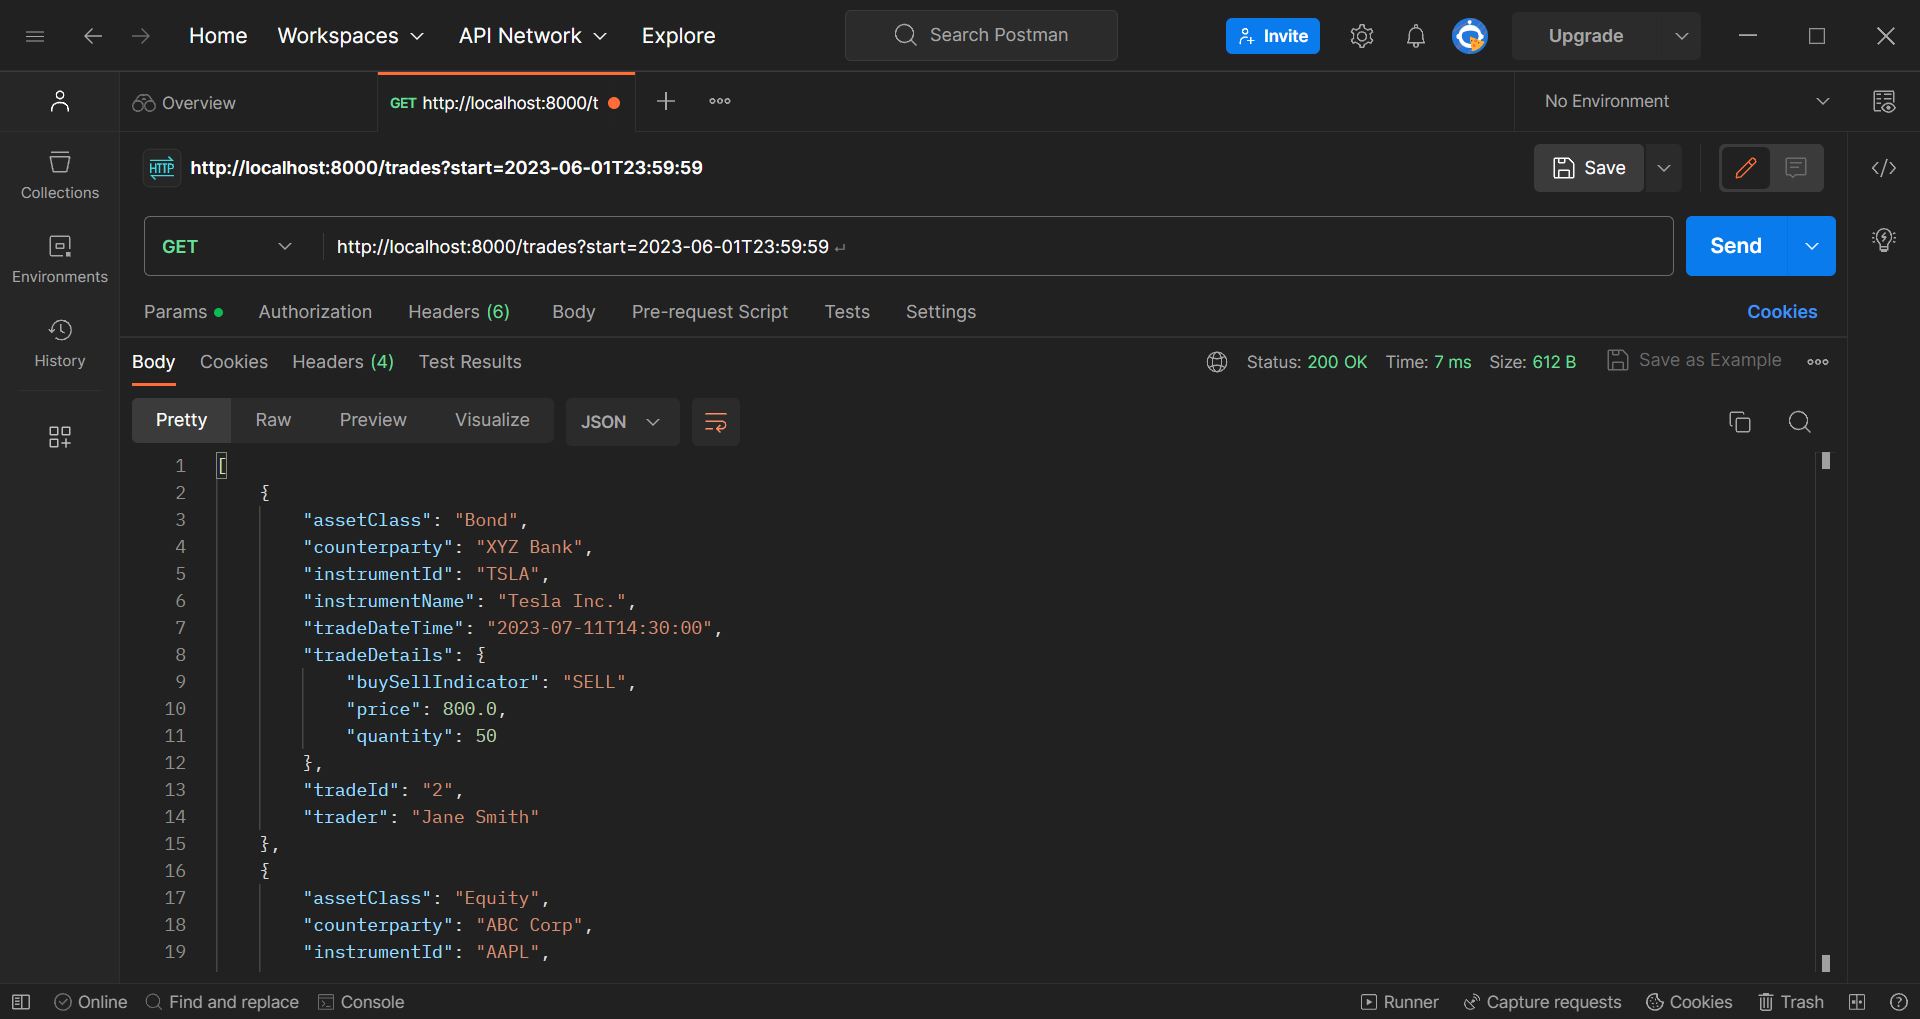 Home Workspaces API Network Explore Search Postman Invite Upgrade
Overview GET http://localhost:8000/t No Environment
HTTP http://localhost:8000/trades?start=2023-06-01T23:59:59 Save
Collections
GET http://localhost:8000/trades?start=2023-06-01T23:59:59 Send
Environments
Params Authorization Headers (6) Body Pre-request Script Tests Settings Cookies
History
Body Cookies Headers (4) Test Results Status: 200 OK Time: 7 ms Size: 612 B Save as Example
Pretty Raw Preview Visualize JSON
1 [
2 {
3 "assetClass": "Bond",
4 "counterparty": "XYZ Bank",
5 "instrumentId": "TSLA",
6 "instrumentName": "Tesla Inc.",
7 "tradeDateTime": "2023-07-11T14:30:00",
8 "tradeDetails": {
9 "buySellIndicator": "SELL",
10 "price": 800.0,
11 "quantity": 50
12 },
13 "tradeId": "2",
14 "trader": "Jane Smith"
15 },
16 {
17 "assetClass": "Equity",
18 "counterparty": "ABC Corp",
19 "instrumentId": "AAPL",
Online Find and replace Console Runner Capture requests Cookies Trash